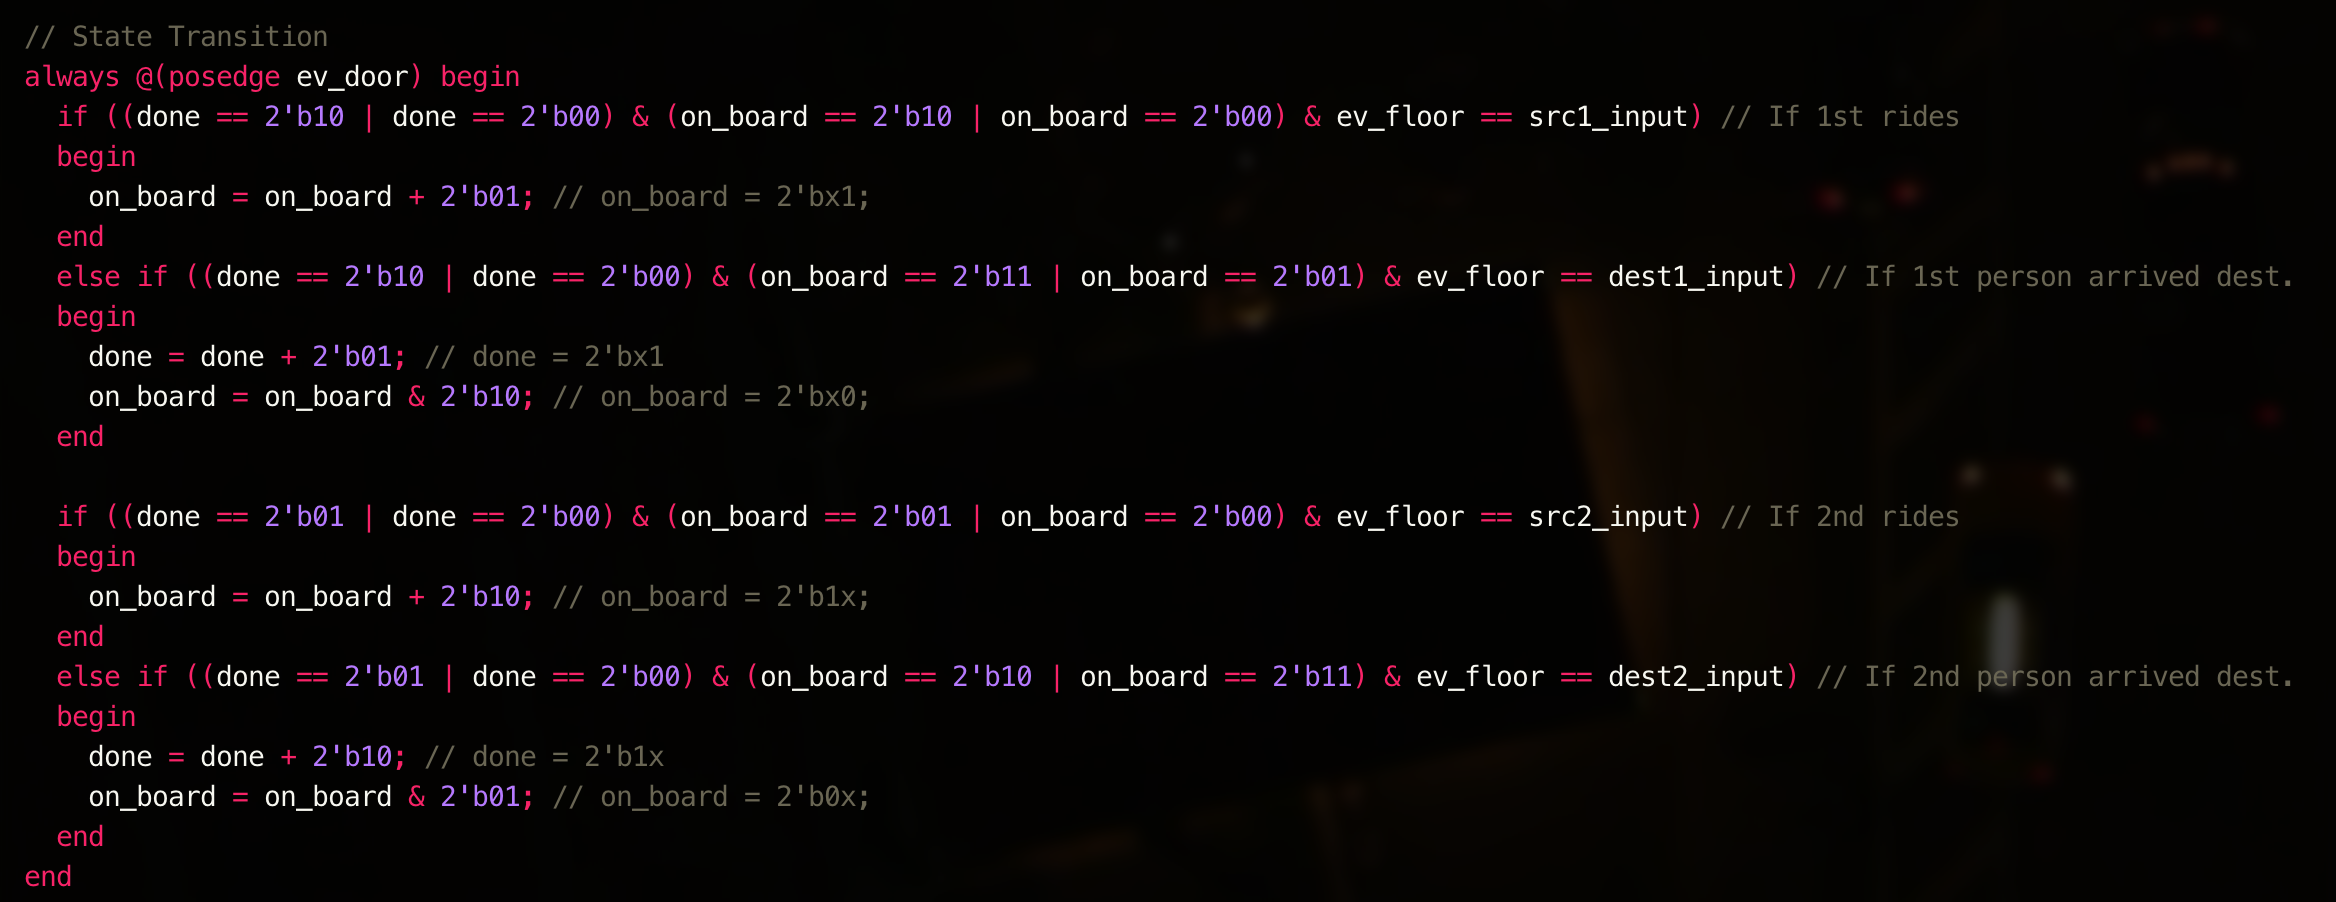 // State Transition
always @(posedge ev_door) begin
  if ((done == 2'b10 | done == 2'b00) & (on_board == 2'b10 | on_board == 2'b00) & ev_floor == src1_input) // If 1st rides
  begin
    on_board = on_board + 2'b01; // on_board = 2'bx1;
  end
  else if ((done == 2'b10 | done == 2'b00) & (on_board == 2'b11 | on_board == 2'b01) & ev_floor == dest1_input) // If 1st person arrived dest.
  begin
    done = done + 2'b01; // done = 2'bx1
    on_board = on_board & 2'b10; // on_board = 2'bx0;
  end

  if ((done == 2'b01 | done == 2'b00) & (on_board == 2'b01 | on_board == 2'b00) & ev_floor == src2_input) // If 2nd rides
  begin
    on_board = on_board + 2'b10; // on_board = 2'b1x;
  end
  else if ((done == 2'b01 | done == 2'b00) & (on_board == 2'b10 | on_board == 2'b11) & ev_floor == dest2_input) // If 2nd person arrived dest.
  begin
    done = done + 2'b10; // done = 2'b1x
    on_board = on_board & 2'b01; // on_board = 2'b0x;
  end
end